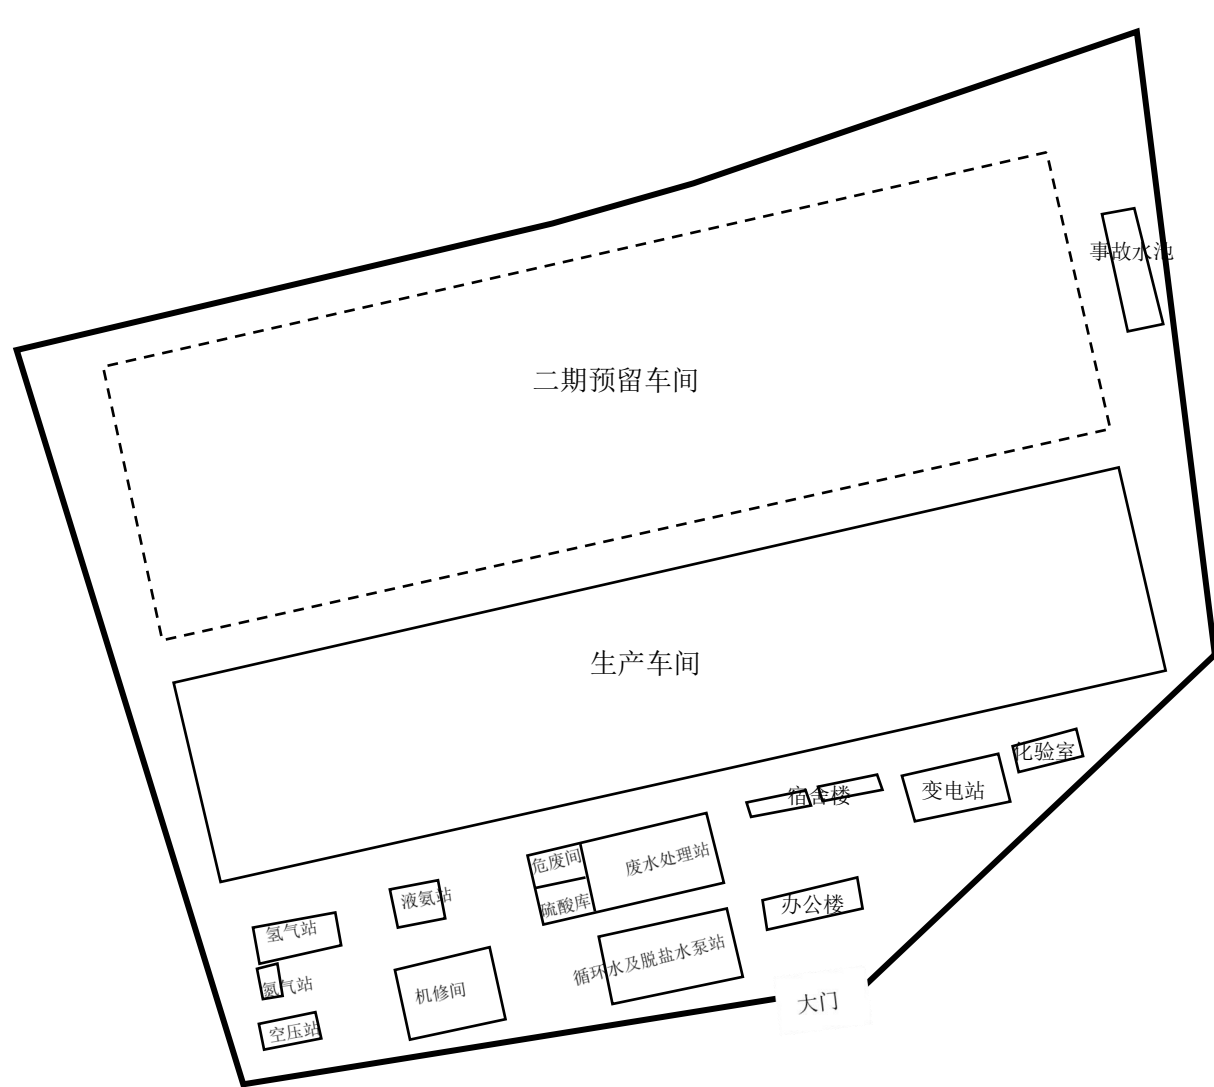 事故水池
二期预留车间
生产车间
化验室
变电站
宿舍楼
危废间
废水处理站
液氨站
硫酸库
办公楼
氢气站
循环水及脱盐水泵站
氮气站
机修间
大门
空压站